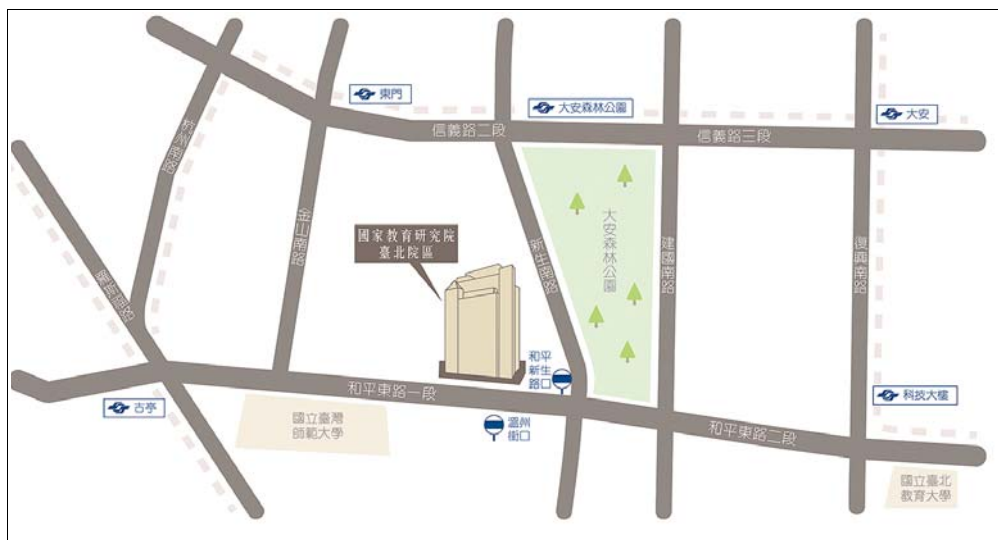 東門
大安森林公園
大安
信義路二段
信義路三段
杭州南路
金山南路
國家教育研究院
臺北院區
新生南路
大安森林公園
建國南路
復興南路
羅斯福路
和平
新生
路口
古亭
和平東路一段
科技大樓
國立臺灣
師範大學
溫州
街口
和平東路二段
國立臺北
教育大學